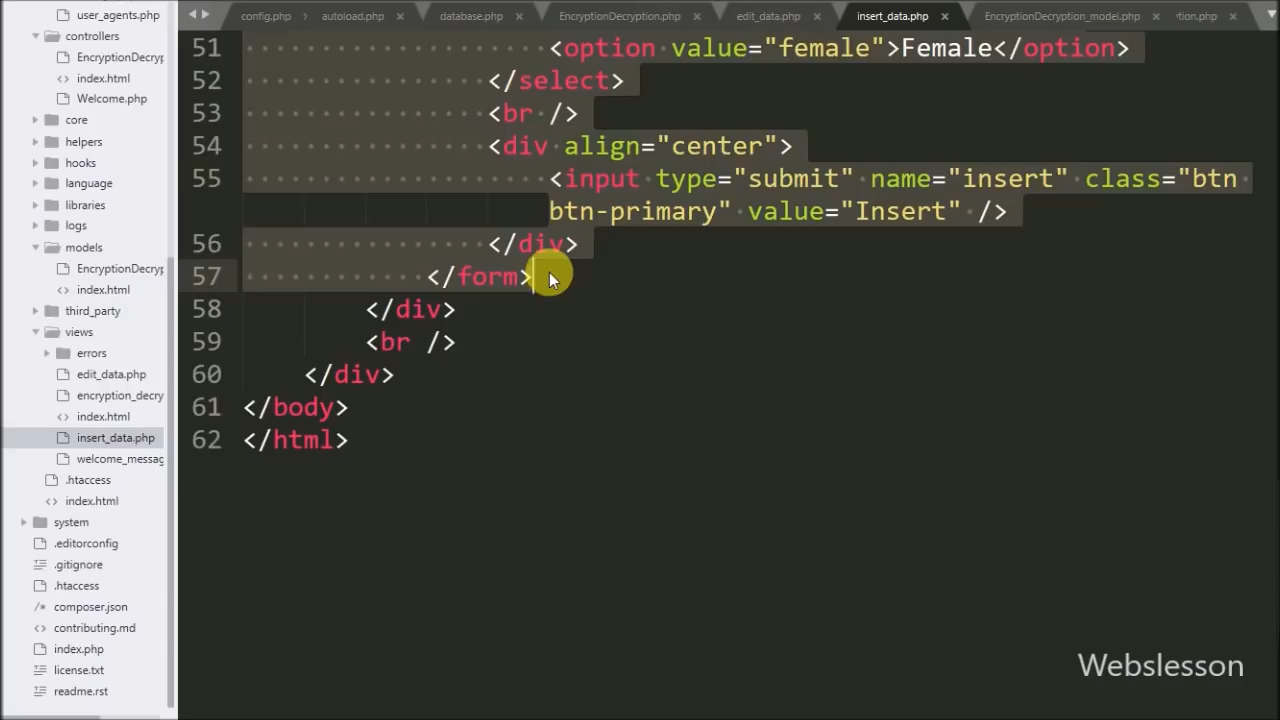 config.php
autoload.php
database.php
EncryptionDecryption.php
edit_data.php
insert_data.php
EncryptionDecryption_model.php
tion.php
user_agents.php
controllers
EncryptionDecryp
index.html
Welcome.php
core
helpers
hooks
language
libraries
logs
models
EncryptionDecryp
index.html
third_party
views
errors
edit_data.php
encryption_decry
index.html
insert_data.php
welcome_messag
.htaccess
index.html
system
.editorconfig
.gitignore
.htaccess
composer.json
contributing.md
index.php
license.txt
readme.rst
51 <option value="female">Female</option>
52 </select>
53 <br />
54 <div align="center">
55 <input type="submit" name="insert" class="btn
btn-primary" value="Insert" />
56 </div>
57 </form>
58 </div>
59 <br />
60 </div>
61 </body>
62 </html>
Webslesson